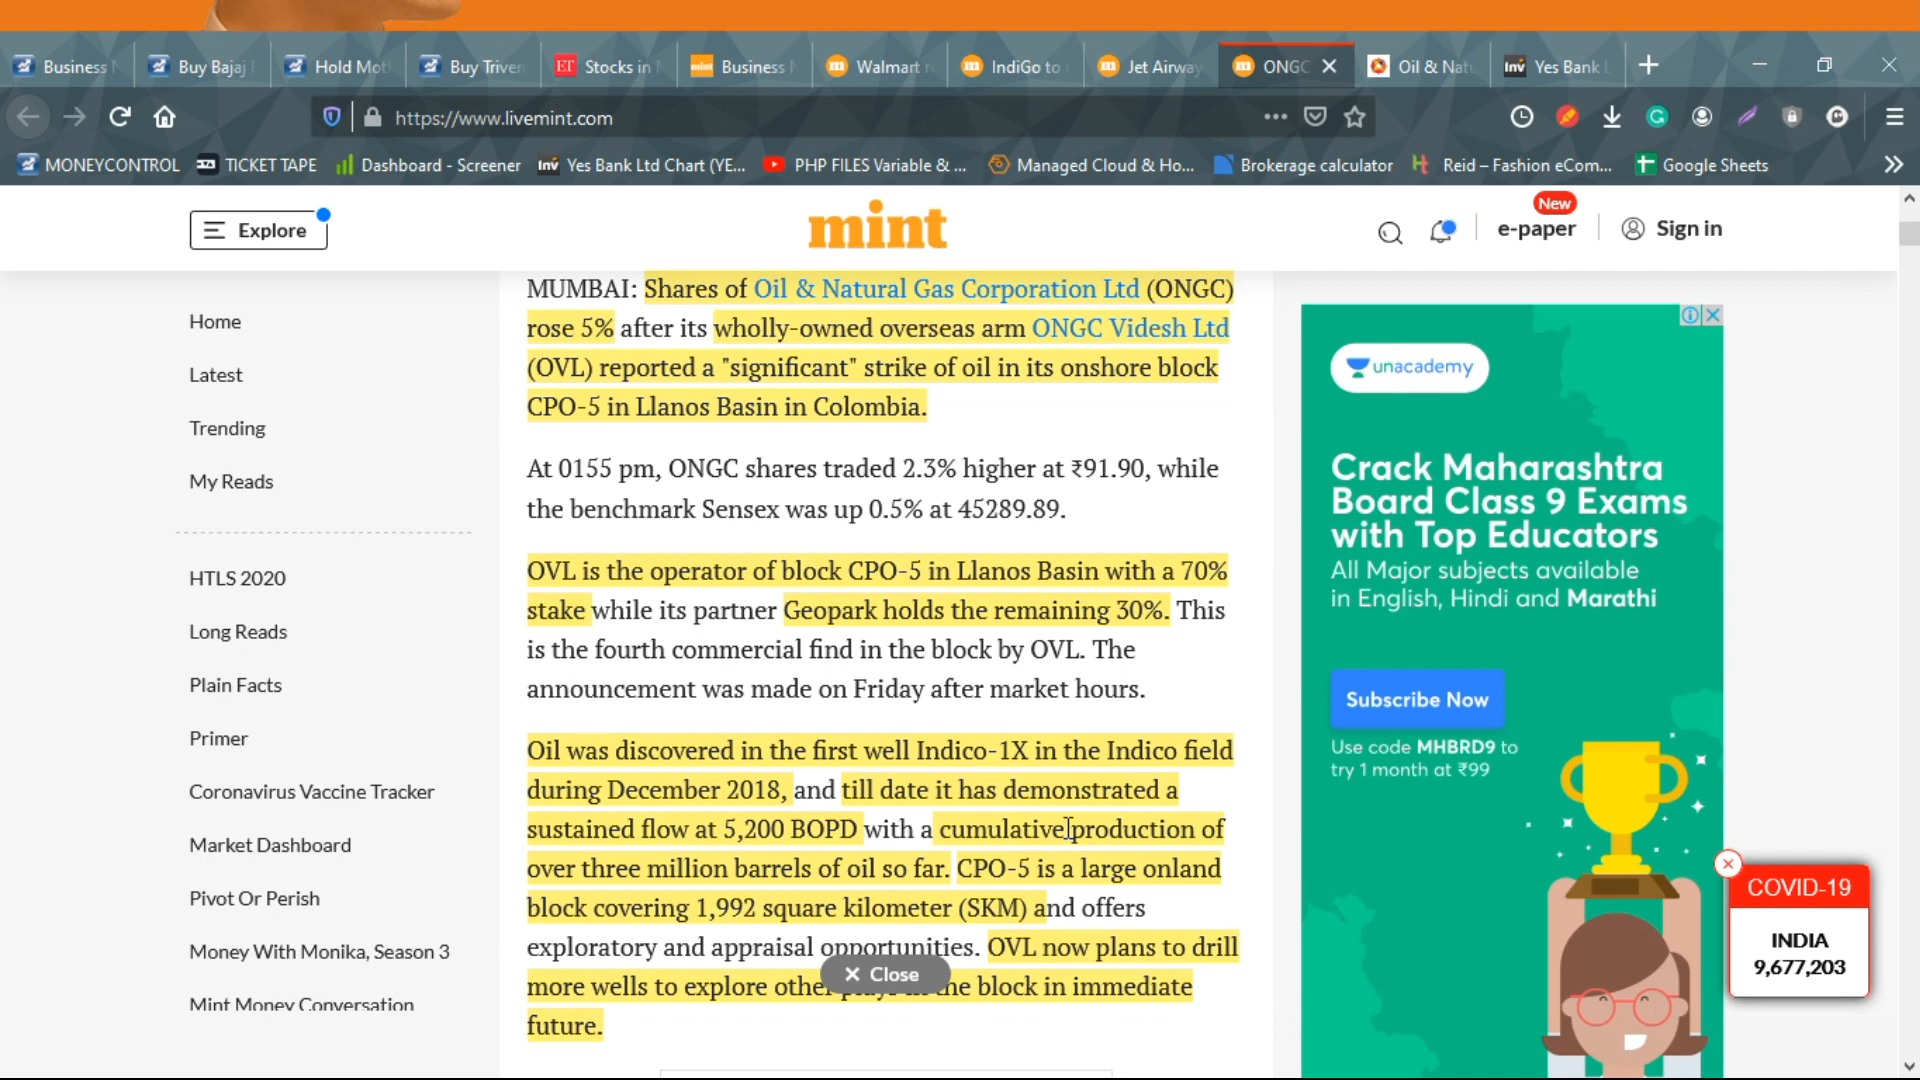 Business
Buy Bajaj
Hold Mot
Buy Triven
ET Stocks in
mint Business
Walmart
IndiGo to
Jet Airway
ONGC
Oil & Nat
Inv Yes Bank
https://www.livemint.com
MONEYCONTROL
TICKET TAPE
Dashboard - Screener
Inv Yes Bank Ltd Chart (YE...
PHP FILES Variable & ...
Managed Cloud & Ho...
Brokerage calculator
Reid – Fashion eCom...
Google Sheets
Explore
mint
New
e-paper
Sign in
Home
Latest
Trending
My Reads
HTLS 2020
Long Reads
Plain Facts
Primer
Coronavirus Vaccine Tracker
Market Dashboard
Pivot Or Perish
Money With Monika, Season 3
Mint Money Conversation
MUMBAI: Shares of Oil & Natural Gas Corporation Ltd (ONGC)
rose 5% after its wholly-owned overseas arm ONGC Videsh Ltd
(OVL) reported a "significant" strike of oil in its onshore block
CPO-5 in Llanos Basin in Colombia.
At 0155 pm, ONGC shares traded 2.3% higher at ₹91.90, while
the benchmark Sensex was up 0.5% at 45289.89.
OVL is the operator of block CPO-5 in Llanos Basin with a 70%
stake while its partner Geopark holds the remaining 30%. This
is the fourth commercial find in the block by OVL. The
announcement was made on Friday after market hours.
Oil was discovered in the first well Indico-1X in the Indico field
during December 2018, and till date it has demonstrated a
sustained flow at 5,200 BOPD with a cumulative production of
over three million barrels of oil so far. CPO-5 is a large onland
block covering 1,992 square kilometer (SKM) and offers
exploratory and appraisal opportunities. OVL now plans to drill
more wells to explore other the block in immediate
future.
Close
unacademy
Crack Maharashtra
Board Class 9 Exams
with Top Educators
All Major subjects available
in English, Hindi and Marathi
Subscribe Now
Use code MHBRD9 to
try 1 month at ₹99
COVID-19
INDIA
9,677,203